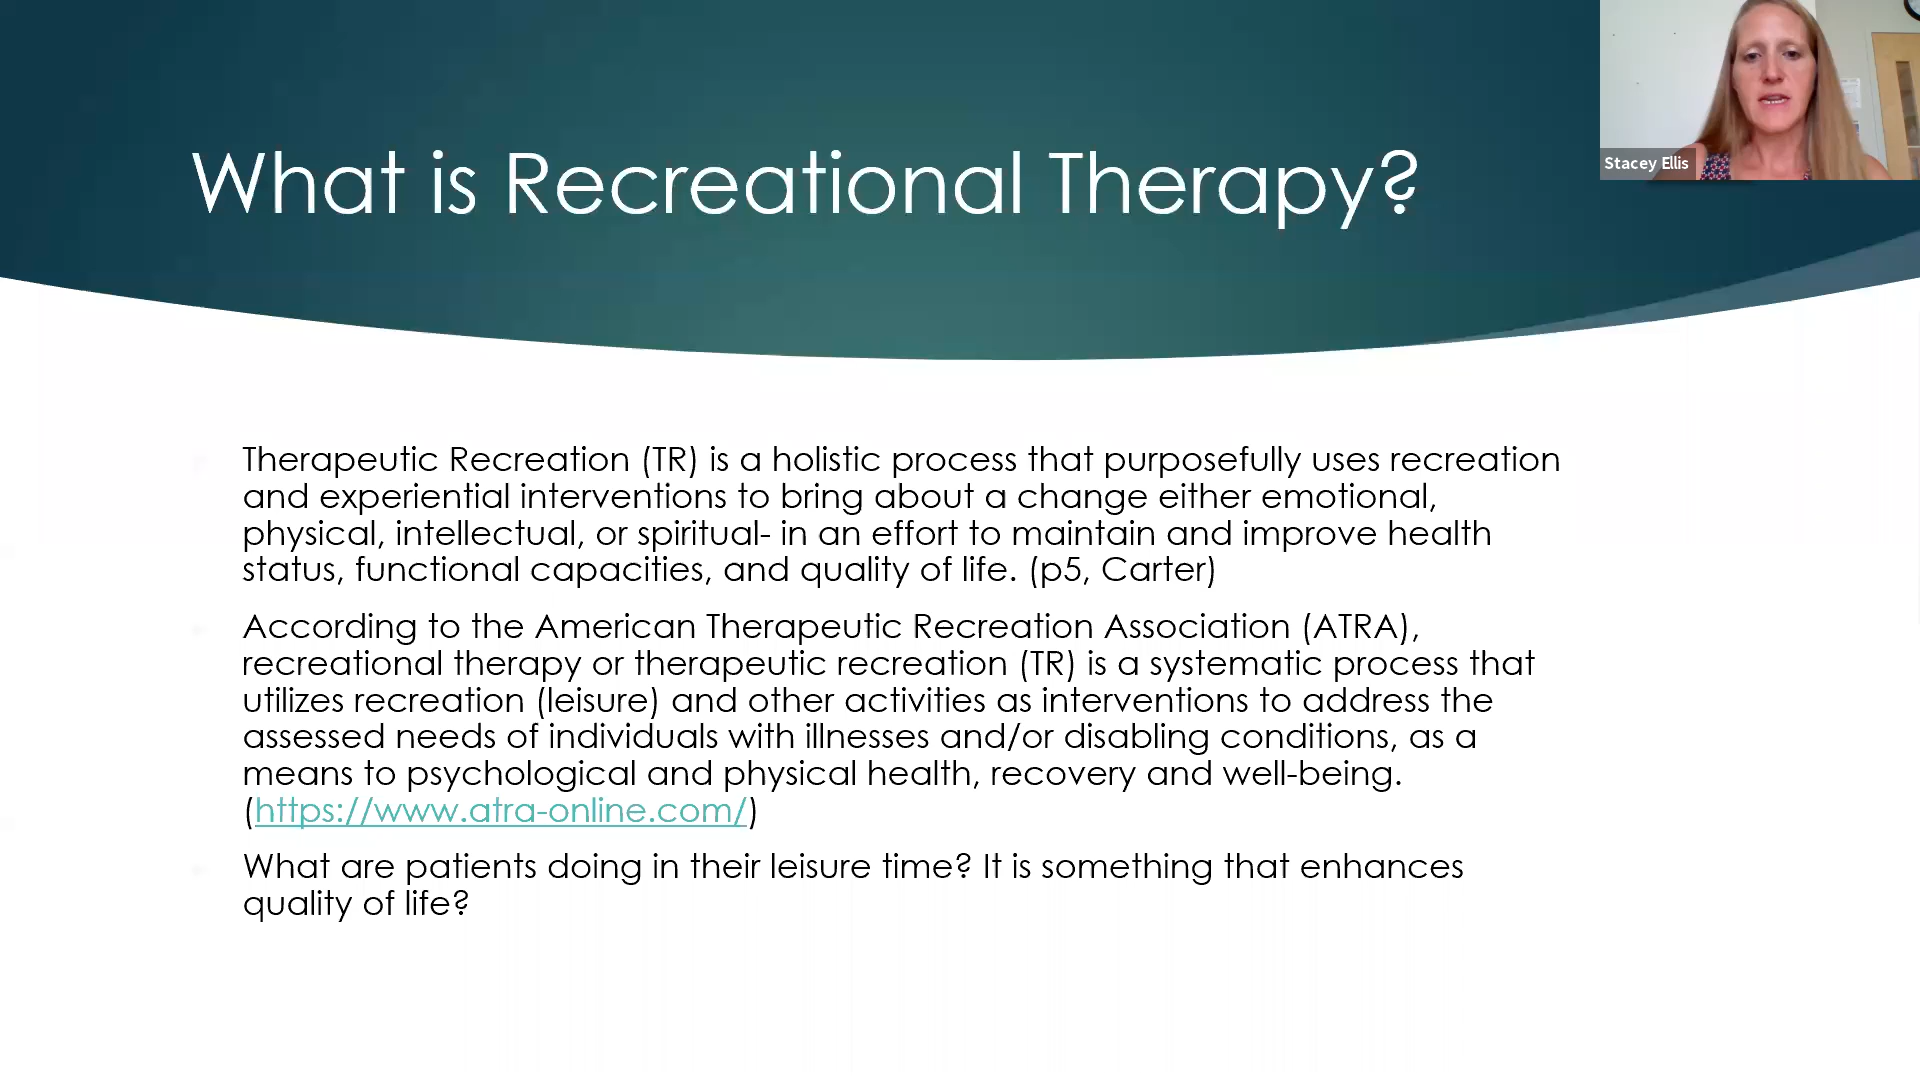 What is Recreational Therapy?
Stacey Ellis
Therapeutic Recreation (TR) is a holistic process that purposefully uses recreation
and experiential interventions to bring about a change either emotional,
physical, intellectual, or spiritual- in an effort to maintain and improve health
status, functional capacities, and quality of life. (p5, Carter)
According to the American Therapeutic Recreation Association (ATRA),
recreational therapy or therapeutic recreation (TR) is a systematic process that
utilizes recreation (leisure) and other activities as interventions to address the
assessed needs of individuals with illnesses and/or disabling conditions, as a
means to psychological and physical health, recovery and well-being.
(https://www.atra-online.com/)
What are patients doing in their leisure time? It is something that enhances
quality of life?